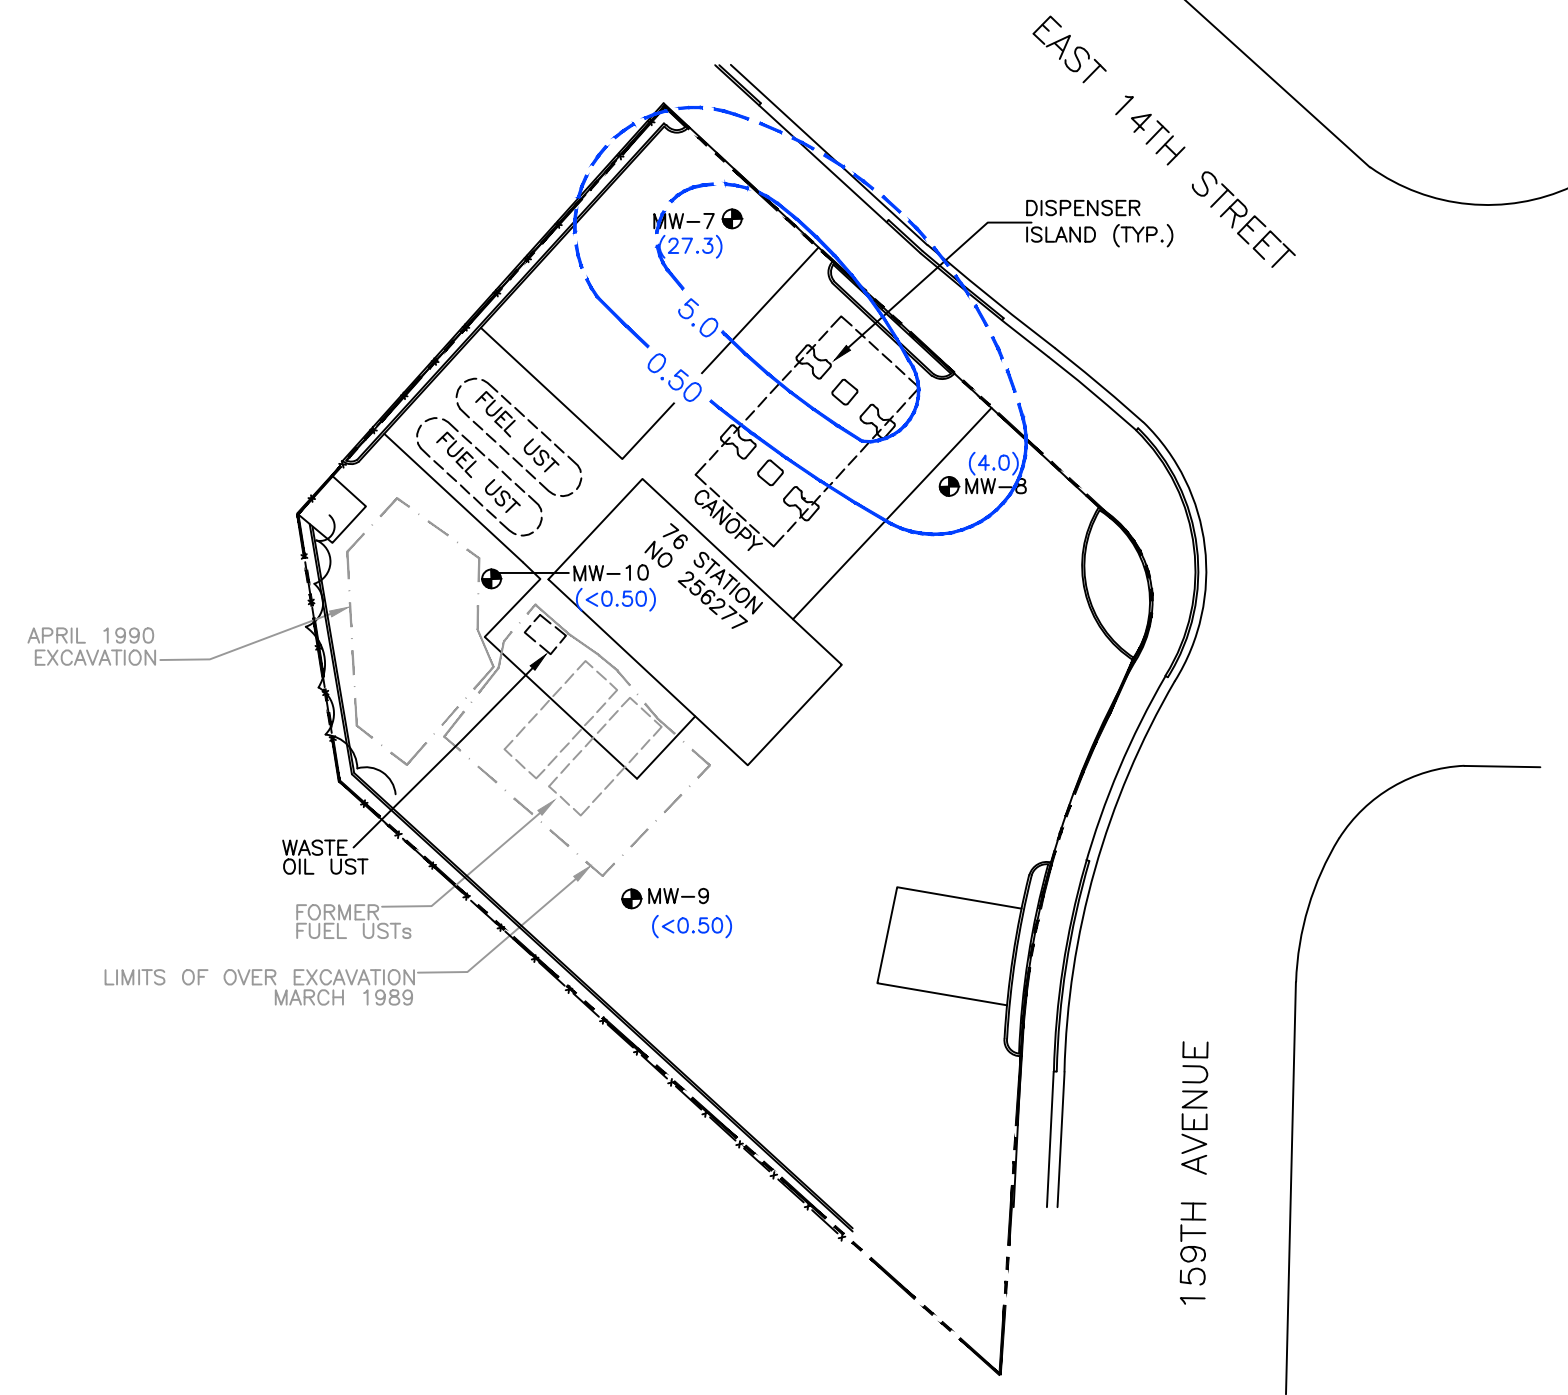 EAST 14TH STREET
DISPENSER
ISLAND (TYP.)
MW-7
(27.3)
5.0
0.50
FUEL UST
FUEL UST
(4.0)
MW-8
CANOPY
76 STATION
NO 256277
MW-10
(<0.50)
APRIL 1990
EXCAVATION
WASTE
OIL UST
MW-9
(<0.50)
FORMER
FUEL USTs
LIMITS OF OVER EXCAVATION
MARCH 1989
159TH AVENUE